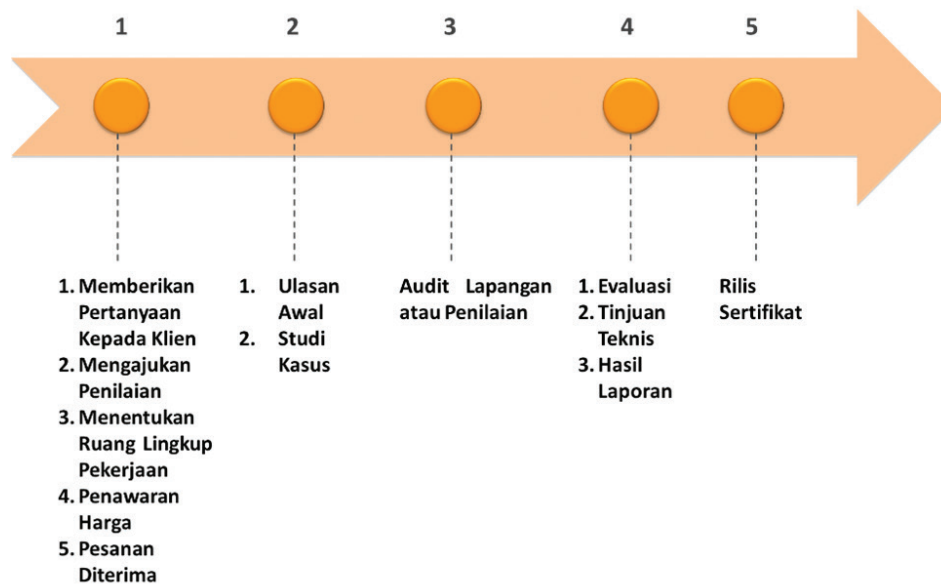 1 2 3 4 5
1. Memberikan
Pertanyaan
Kepada Klien
2. Mengajukan
Penilaian
3. Menentukan
Ruang Lingkup
Pekerjaan
4. Penawaran
Harga
5. Pesanan
Diterima
1. Ulasan
Awal
2. Studi
Kasus
Audit Lapangan
atau Penilaian
1. Evaluasi
2. Tinjuan
Teknis
3. Hasil
Laporan
Rilis
Sertifikat